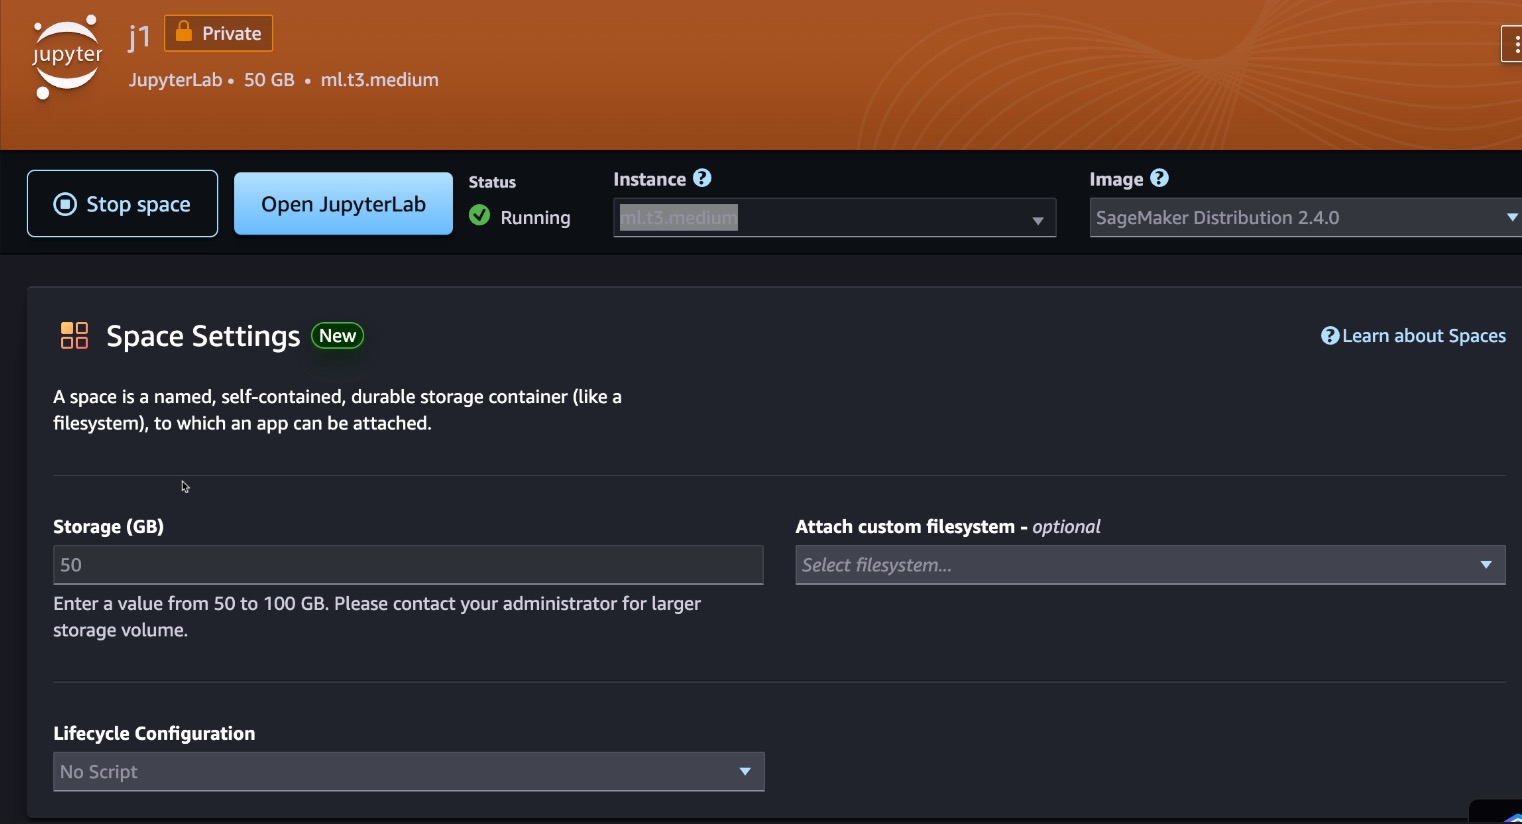 jupyter
j1
Private
JupyterLab • 50 GB • ml.t3.medium
Stop space
Open JupyterLab
Status
Running
Instance
ml.t3.medium
Image
SageMaker Distribution 2.4.0
Space Settings New
Learn about Spaces
A space is a named, self-contained, durable storage container (like a
filesystem), to which an app can be attached.
Storage (GB)
50
Enter a value from 50 to 100 GB. Please contact your administrator for larger
storage volume.
Attach custom filesystem - optional
Select filesystem...
Lifecycle Configuration
No Script